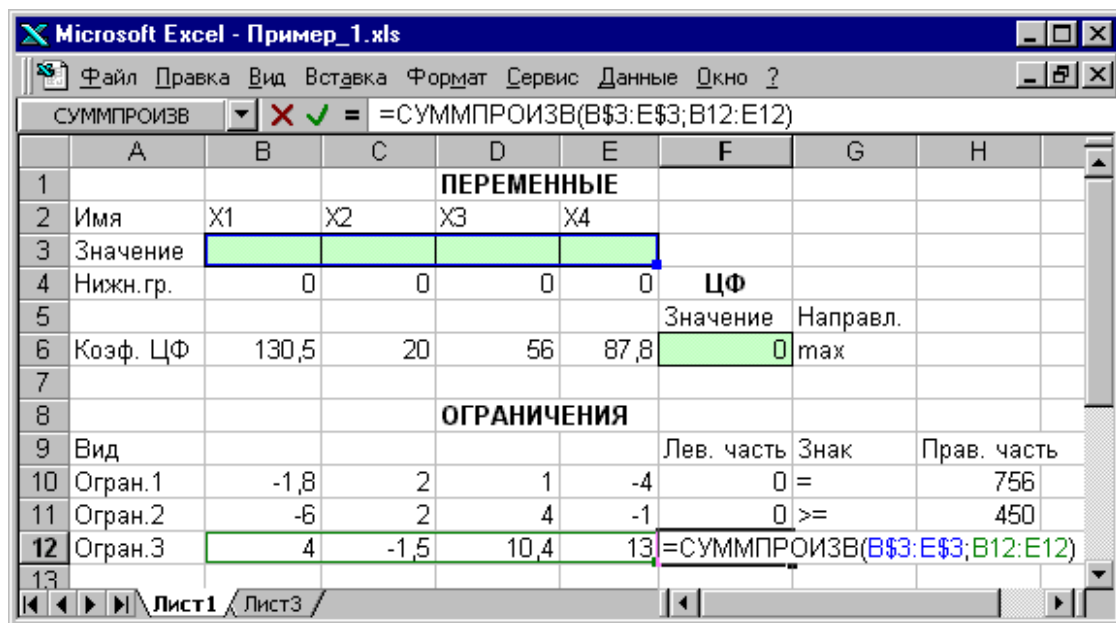 Microsoft Excel - Пример_1.xls
Файл Правка Вид Вставка Формат Сервис Данные Окно ?
СУММПРОИЗВ = =СУММПРОИЗВ(B$3:E$3;B12:E12)
A B C D E F G H
1 ПЕРЕМЕННЫЕ
2 Имя X1 X2 X3 X4
3 Значение
4 Нижн.гр. 0 0 0 0 ЦФ
5 Значение Направл.
6 Коэф. ЦФ 130,5 20 56 87,8 0 max
7
8 ОГРАНИЧЕНИЯ
9 Вид Лев. часть Знак Прав. часть
10 Огран.1 -1,8 2 1 -4 0 = 756
11 Огран.2 -6 2 4 -1 0 >= 450
12 Огран.3 4 -1,5 10,4 13 =СУММПРОИЗВ(B$3:E$3;B12:E12)
13
Лист1 Лист3